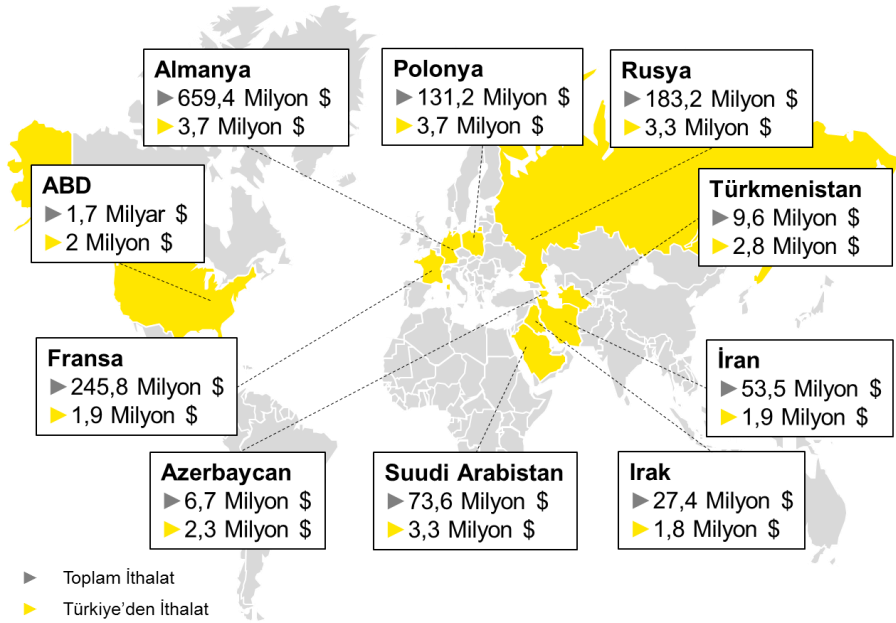 Almanya
659,4 Milyon $
3,7 Milyon $
Polonya
131,2 Milyon $
3,7 Milyon $
Rusya
183,2 Milyon $
3,3 Milyon $
ABD
1,7 Milyar $
2 Milyon $
Türkmenistan
9,6 Milyon $
2,8 Milyon $
Fransa
245,8 Milyon $
1,9 Milyon $
İran
53,5 Milyon $
1,9 Milyon $
Azerbaycan
6,7 Milyon $
2,3 Milyon $
Suudi Arabistan
73,6 Milyon $
3,3 Milyon $
Irak
27,4 Milyon $
1,8 Milyon $
Toplam İthalat
Türkiye’den İthalat